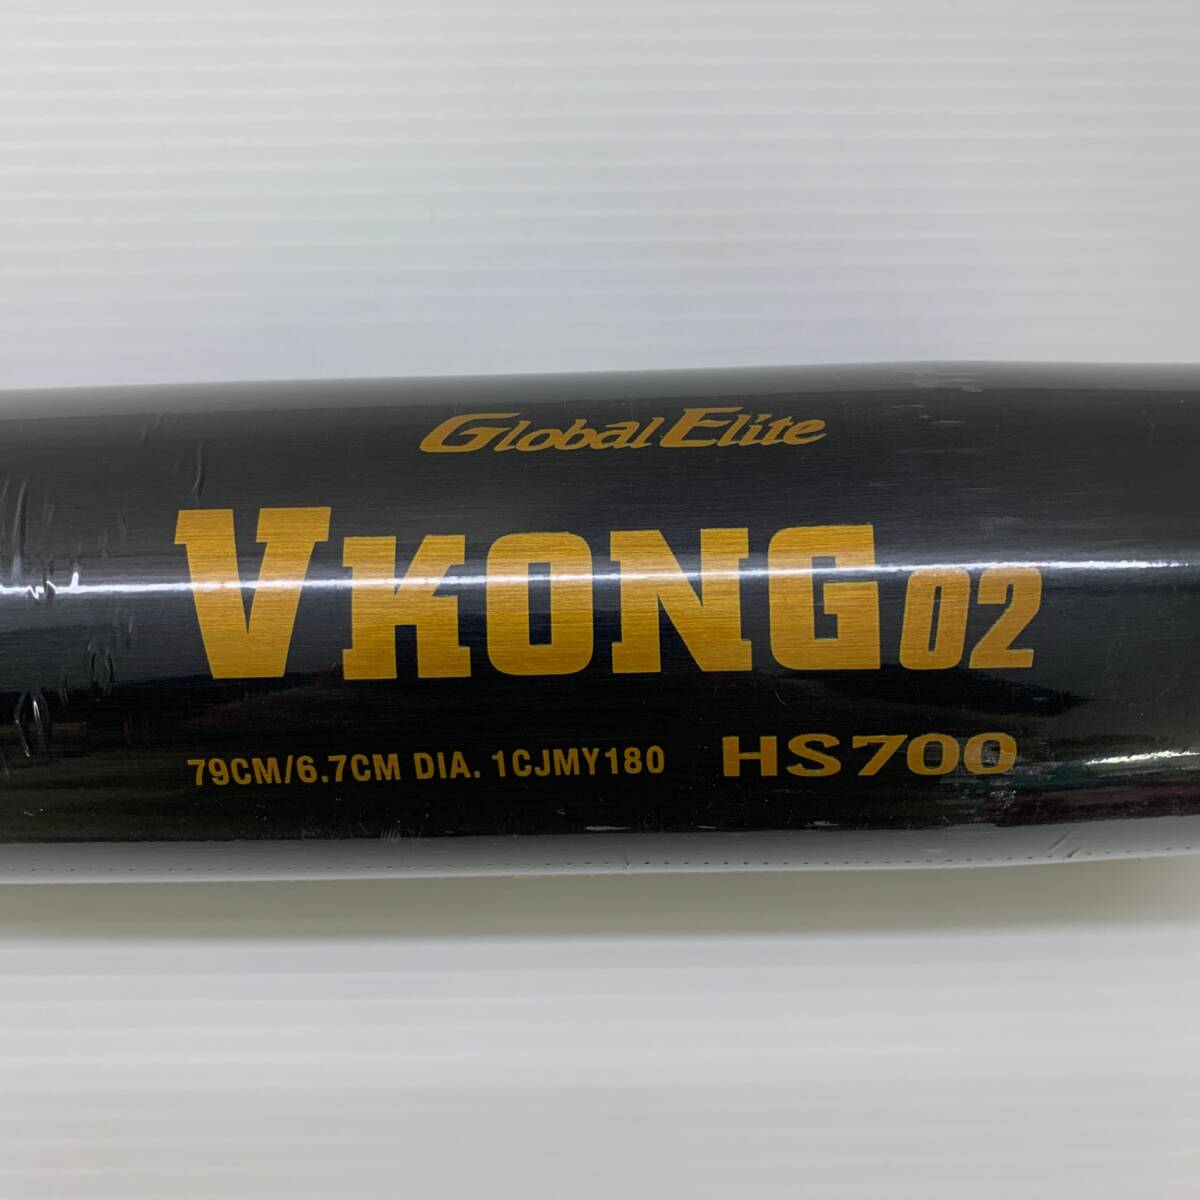 Global Elite
VKONG02
79CM/6.7CM DIA. 1CJMY180 HS700